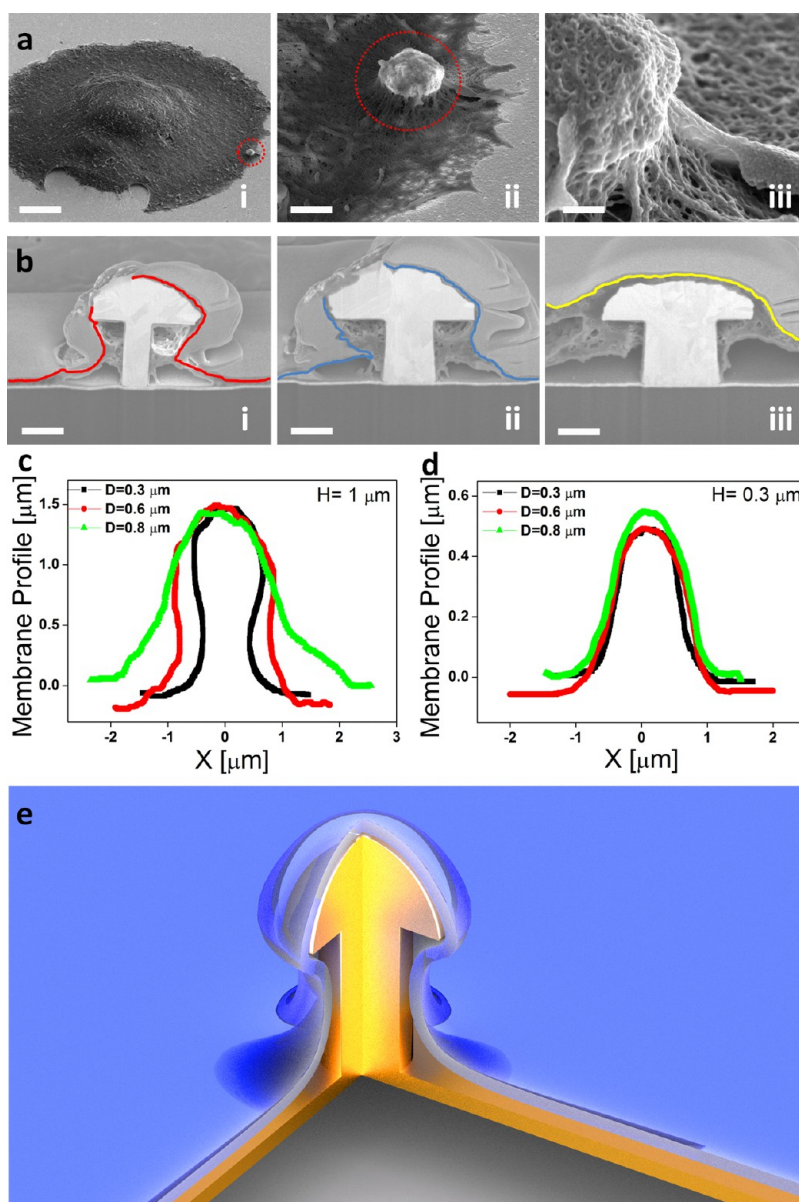 a
i
ii
iii
b
i
ii
iii
c
D=0.3 μm
D=0.6 μm
D=0.8 μm
H= 1 μm
1.5
1.0
0.5
0.0
Membrane Profile [μm]
-2
-1
0
1
2
3
X [μm]
d
D=0.3 μm
D=0.6 μm
D=0.8 μm
H= 0.3 μm
0.6
0.4
0.2
0.0
Membrane Profile [μm]
-2
-1
0
1
2
X [μm]
e